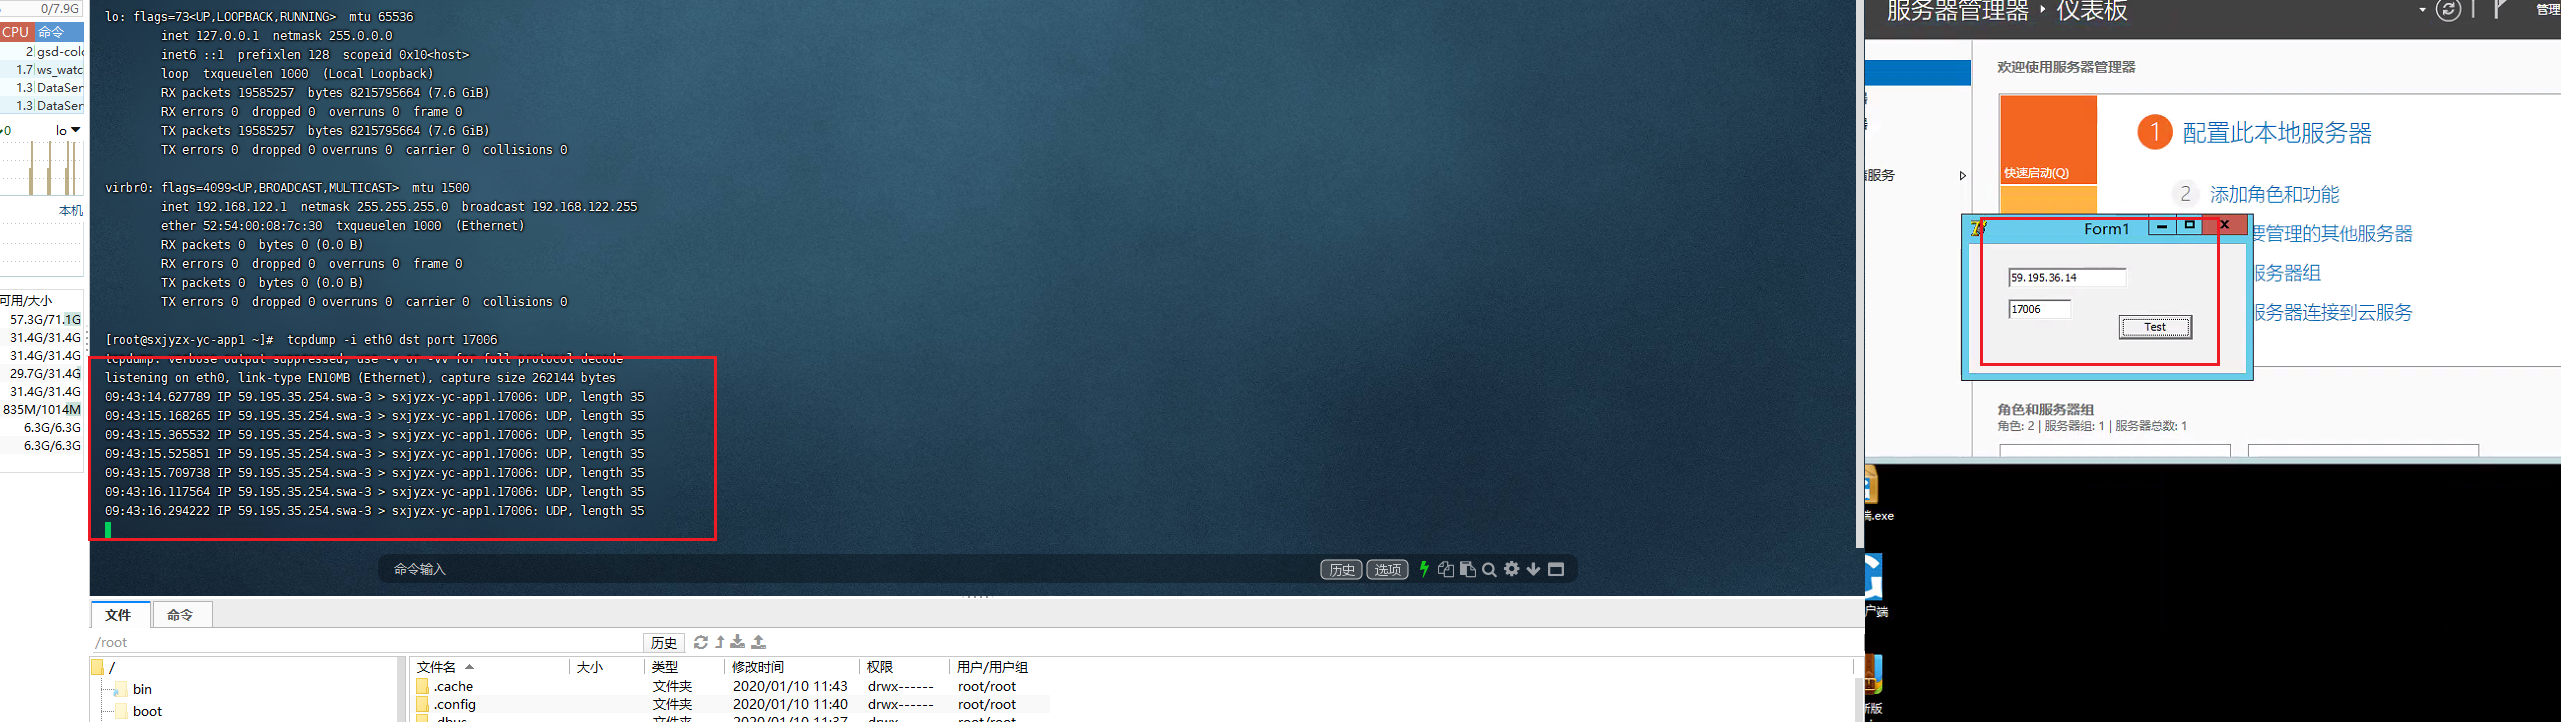 0/7.9G
CPU 命令
2 gsd-colo
1.7 ws_watc
1.3 DataSer
1.3 DataSer
lo
本机
可用/大小
57.3G/71.1G
31.4G/31.4G
31.4G/31.4G
29.7G/31.4G
31.4G/31.4G
835M/1014M
6.3G/6.3G
6.3G/6.3G
lo: flags=73<UP,LOOPBACK,RUNNING>  mtu 65536
inet 127.0.0.1  netmask 255.0.0.0
inet6 ::1  prefixlen 128  scopeid 0x10<host>
loop  txqueuelen 1000  (Local Loopback)
RX packets 19585257  bytes 8215795664 (7.6 GiB)
RX errors 0  dropped 0  overruns 0  frame 0
TX packets 19585257  bytes 8215795664 (7.6 GiB)
TX errors 0  dropped 0 overruns 0  carrier 0  collisions 0
virbr0: flags=4099<UP,BROADCAST,MULTICAST>  mtu 1500
inet 192.168.122.1  netmask 255.255.255.0  broadcast 192.168.122.255
ether 52:54:00:08:7c:30  txqueuelen 1000  (Ethernet)
RX packets 0  bytes 0 (0.0 B)
RX errors 0  dropped 0  overruns 0  frame 0
TX packets 0  bytes 0 (0.0 B)
TX errors 0  dropped 0 overruns 0  carrier 0  collisions 0
[root@sxjyzx-yc-app1 ~]#  tcpdump -i eth0 dst port 17006
tcpdump: verbose output suppressed, use -v or -vv for full protocol decode
listening on eth0, link-type EN10MB (Ethernet), capture size 262144 bytes
09:43:14.627789 IP 59.195.35.254.swa-3 > sxjyzx-yc-app1.17006: UDP, length 35
09:43:15.168265 IP 59.195.35.254.swa-3 > sxjyzx-yc-app1.17006: UDP, length 35
09:43:15.365532 IP 59.195.35.254.swa-3 > sxjyzx-yc-app1.17006: UDP, length 35
09:43:15.525851 IP 59.195.35.254.swa-3 > sxjyzx-yc-app1.17006: UDP, length 35
09:43:15.709738 IP 59.195.35.254.swa-3 > sxjyzx-yc-app1.17006: UDP, length 35
09:43:16.117564 IP 59.195.35.254.swa-3 > sxjyzx-yc-app1.17006: UDP, length 35
09:43:16.294222 IP 59.195.35.254.swa-3 > sxjyzx-yc-app1.17006: UDP, length 35
命令输入 历史 选项
文件 命令
/root 历史
/
bin
boot
文件名 大小 类型 修改时间 权限 用户/用户组
.cache 文件夹 2020/01/10 11:43 drwx------ root/root
.config 文件夹 2020/01/10 11:40 drwx------ root/root
.dbus 文件夹 2020/01/10 11:37 drwx------ root/root
服务器管理器 · 仪表板
管理
欢迎使用服务器管理器
服务
快速启动(Q)
1 配置此本地服务器
2 添加角色和功能
要管理的其他服务器
服务器组
服务器连接到云服务
Form1
59.195.36.14
17006
Test
角色和服务器组
角色: 2 | 服务器组: 1 | 服务器总数: 1
端.exe
户端
新版